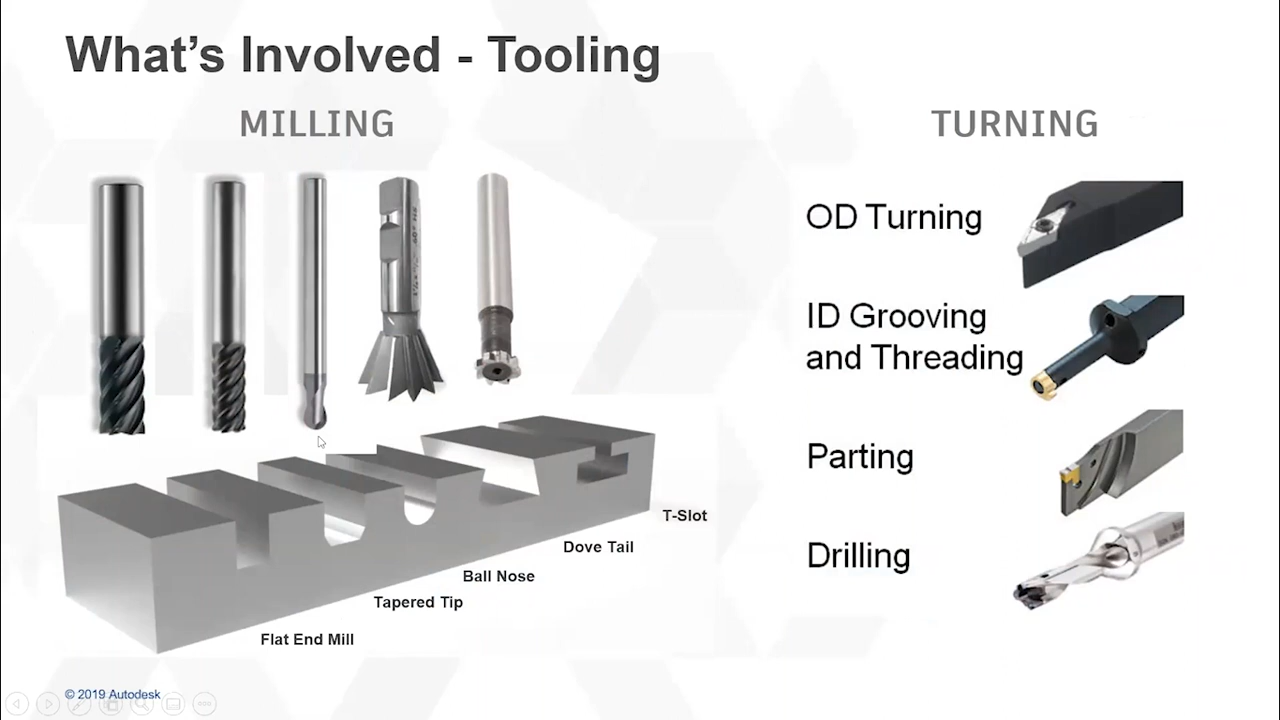 What's Involved - Tooling
MILLING
TURNING
OD Turning
ID Grooving
and Threading
Parting
Drilling
T-Slot
Dove Tail
Ball Nose
Tapered Tip
Flat End Mill
© 2019 Autodesk